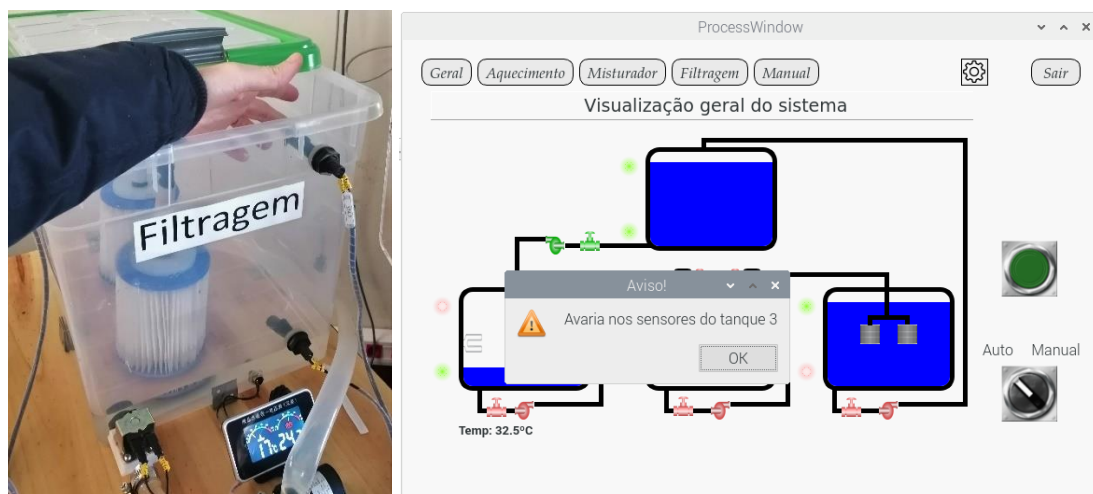 Filtragem
ProcessWindow
Geral
Aquecimento
Misturador
Filtragem
Manual
Sair
Visualização geral do sistema
Aviso!
Avaria nos sensores do tanque 3
OK
Auto
Manual
Temp: 32.5ºC